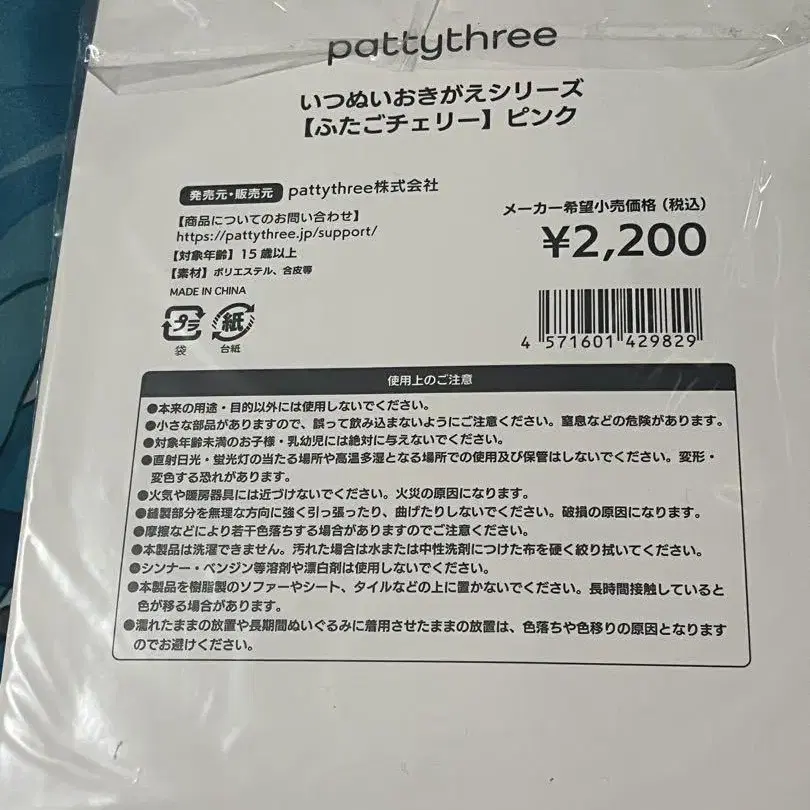 pattythree
いつぬいおきがえシリーズ
【ふたごチェリー】ピンク
発売元・販売元 pattythree株式会社
【商品についてのお問い合わせ】
https://pattythree.jp/support/
【対象年齢】15歳以上
【素材】ポリエステル、合皮等
MADE IN CHINA
プラ 紙
袋 台紙
メーカー希望小売価格（税込）
¥2,200
4 571601 429829
使用上のご注意
●本来の用途・目的以外には使用しないでください。
●小さな部品がありますので、誤って飲み込まないようにご注意ください。窒息などの危険があります。
●対象年齢未満のお子様・乳幼児には絶対に与えないでください。
●直射日光・蛍光灯の当たる場所や高温多湿となる場所での使用及び保管はしないでください。変形・
変色する恐れがあります。
●火気や暖房器具には近づけないでください。火災の原因になります。
●縫製部分を無理な方向に強く引っ張ったり、曲げたりしないでください。破損の原因になります。
●摩擦などにより若干色落ちする場合がありますのでご注意ください。
●本製品は洗濯できません。汚れた場合は水または中性洗剤につけた布を硬く絞り拭いてください。
●シンナー・ベンジン等溶剤や漂白剤は使用しないでください。
●本製品を樹脂製のソファーやシート、タイルなどの上に置かないでください。長時間接触していると
色が移る場合があります。
●濡れたままの放置や長期間ぬいぐるみに着用させたままの放置は、色落ちや色移りの原因となります
のでお避けください。